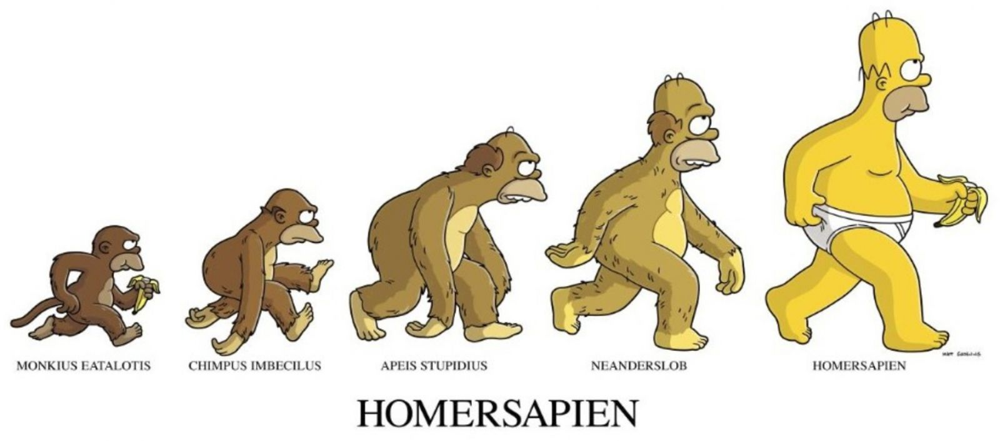 MONKIUS EATALOTIS
CHIMPUS IMBECILUS
APEIS STUPIDIUS
NEANDERSLOB
HOMERSAPIEN
HOMERSAPIEN